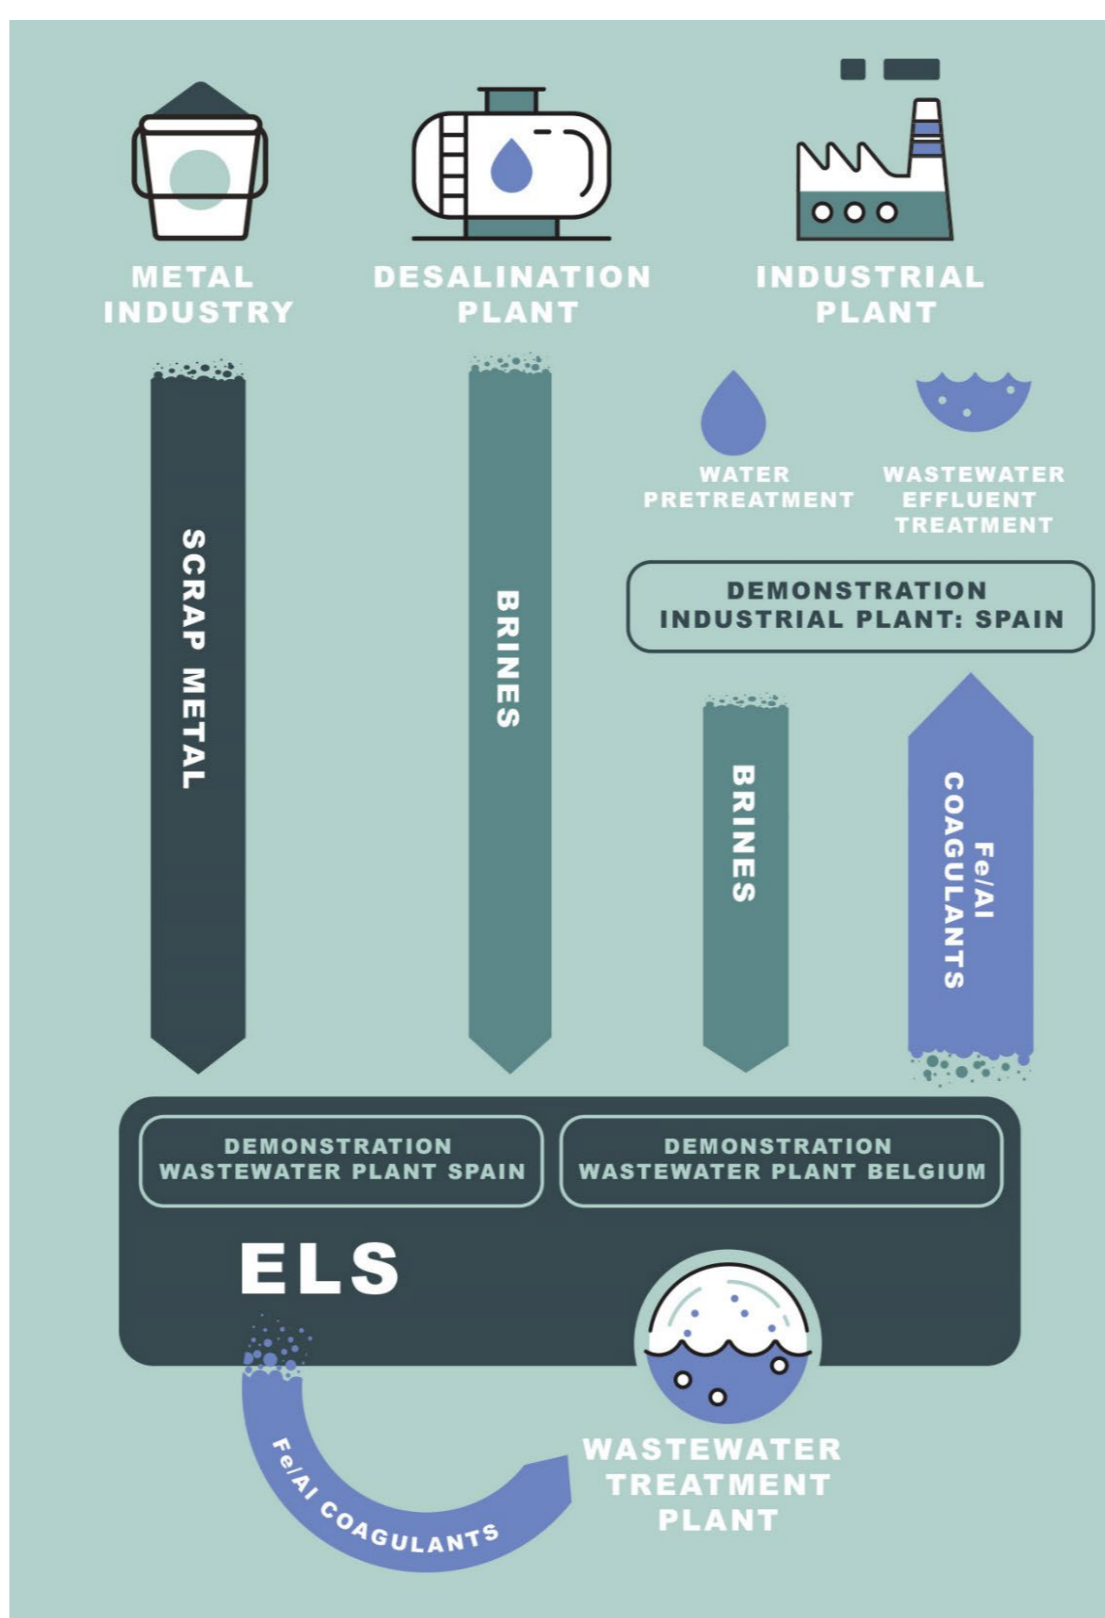 METAL
INDUSTRY
DESALINATION
PLANT
INDUSTRIAL
PLANT
WATER
PRETREATMENT
WASTEWATER
EFFLUENT
TREATMENT
DEMONSTRATION
INDUSTRIAL PLANT: SPAIN
SCRAP METAL
BRINES
BRINES
Fe/Al
COAGULANTS
DEMONSTRATION
WASTEWATER PLANT SPAIN
DEMONSTRATION
WASTEWATER PLANT BELGIUM
ELS
Fe/Al COAGULANTS
WASTEWATER
TREATMENT
PLANT